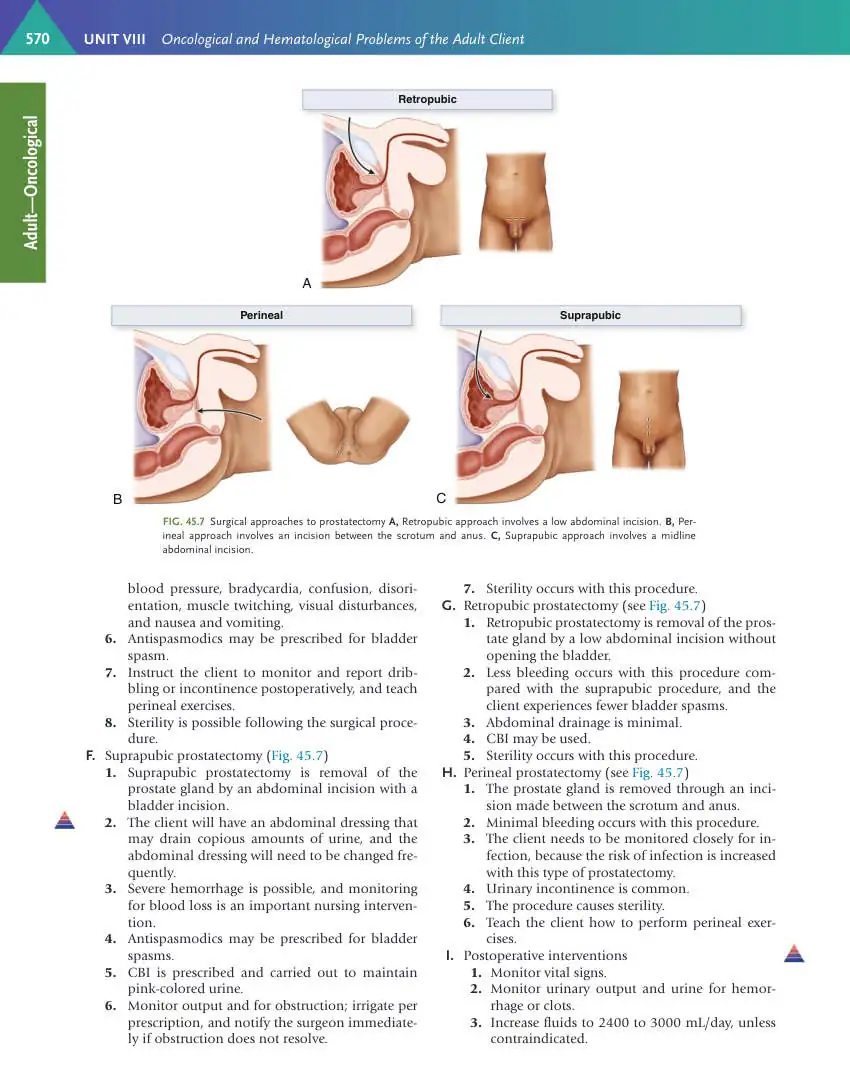 570 UNIT VIII Oncological and Hematological Problems of the Adult Client
Adult—Oncological
Retropubic
A
Perineal
B
Suprapubic
C
FIG. 45.7 Surgical approaches to prostatectomy A, Retropubic approach involves a low abdominal incision. B, Per-
ineal approach involves an incision between the scrotum and anus. C, Suprapubic approach involves a midline
abdominal incision.
blood pressure, bradycardia, confusion, disori-
entation, muscle twitching, visual disturbances,
and nausea and vomiting.
6. Antispasmodics may be prescribed for bladder
spasm.
7. Instruct the client to monitor and report drib-
bling or incontinence postoperatively, and teach
perineal exercises.
8. Sterility is possible following the surgical proce-
dure.
F. Suprapubic prostatectomy (Fig. 45.7)
1. Suprapubic prostatectomy is removal of the
prostate gland by an abdominal incision with a
bladder incision.
2. The client will have an abdominal dressing that
may drain copious amounts of urine, and the
abdominal dressing will need to be changed fre-
quently.
3. Severe hemorrhage is possible, and monitoring
for blood loss is an important nursing interven-
tion.
4. Antispasmodics may be prescribed for bladder
spasms.
5. CBI is prescribed and carried out to maintain
pink-colored urine.
6. Monitor output and for obstruction; irrigate per
prescription, and notify the surgeon immediate-
ly if obstruction does not resolve.
7. Sterility occurs with this procedure.
G. Retropubic prostatectomy (see Fig. 45.7)
1. Retropubic prostatectomy is removal of the pros-
tate gland by a low abdominal incision without
opening the bladder.
2. Less bleeding occurs with this procedure com-
pared with the suprapubic procedure, and the
client experiences fewer bladder spasms.
3. Abdominal drainage is minimal.
4. CBI may be used.
5. Sterility occurs with this procedure.
H. Perineal prostatectomy (see Fig. 45.7)
1. The prostate gland is removed through an inci-
sion made between the scrotum and anus.
2. Minimal bleeding occurs with this procedure.
3. The client needs to be monitored closely for in-
fection, because the risk of infection is increased
with this type of prostatectomy.
4. Urinary incontinence is common.
5. The procedure causes sterility.
6. Teach the client how to perform perineal exer-
cises.
I. Postoperative interventions
1. Monitor vital signs.
2. Monitor urinary output and urine for hemor-
rhage or clots.
3. Increase fluids to 2400 to 3000 mL/day, unless
contraindicated.